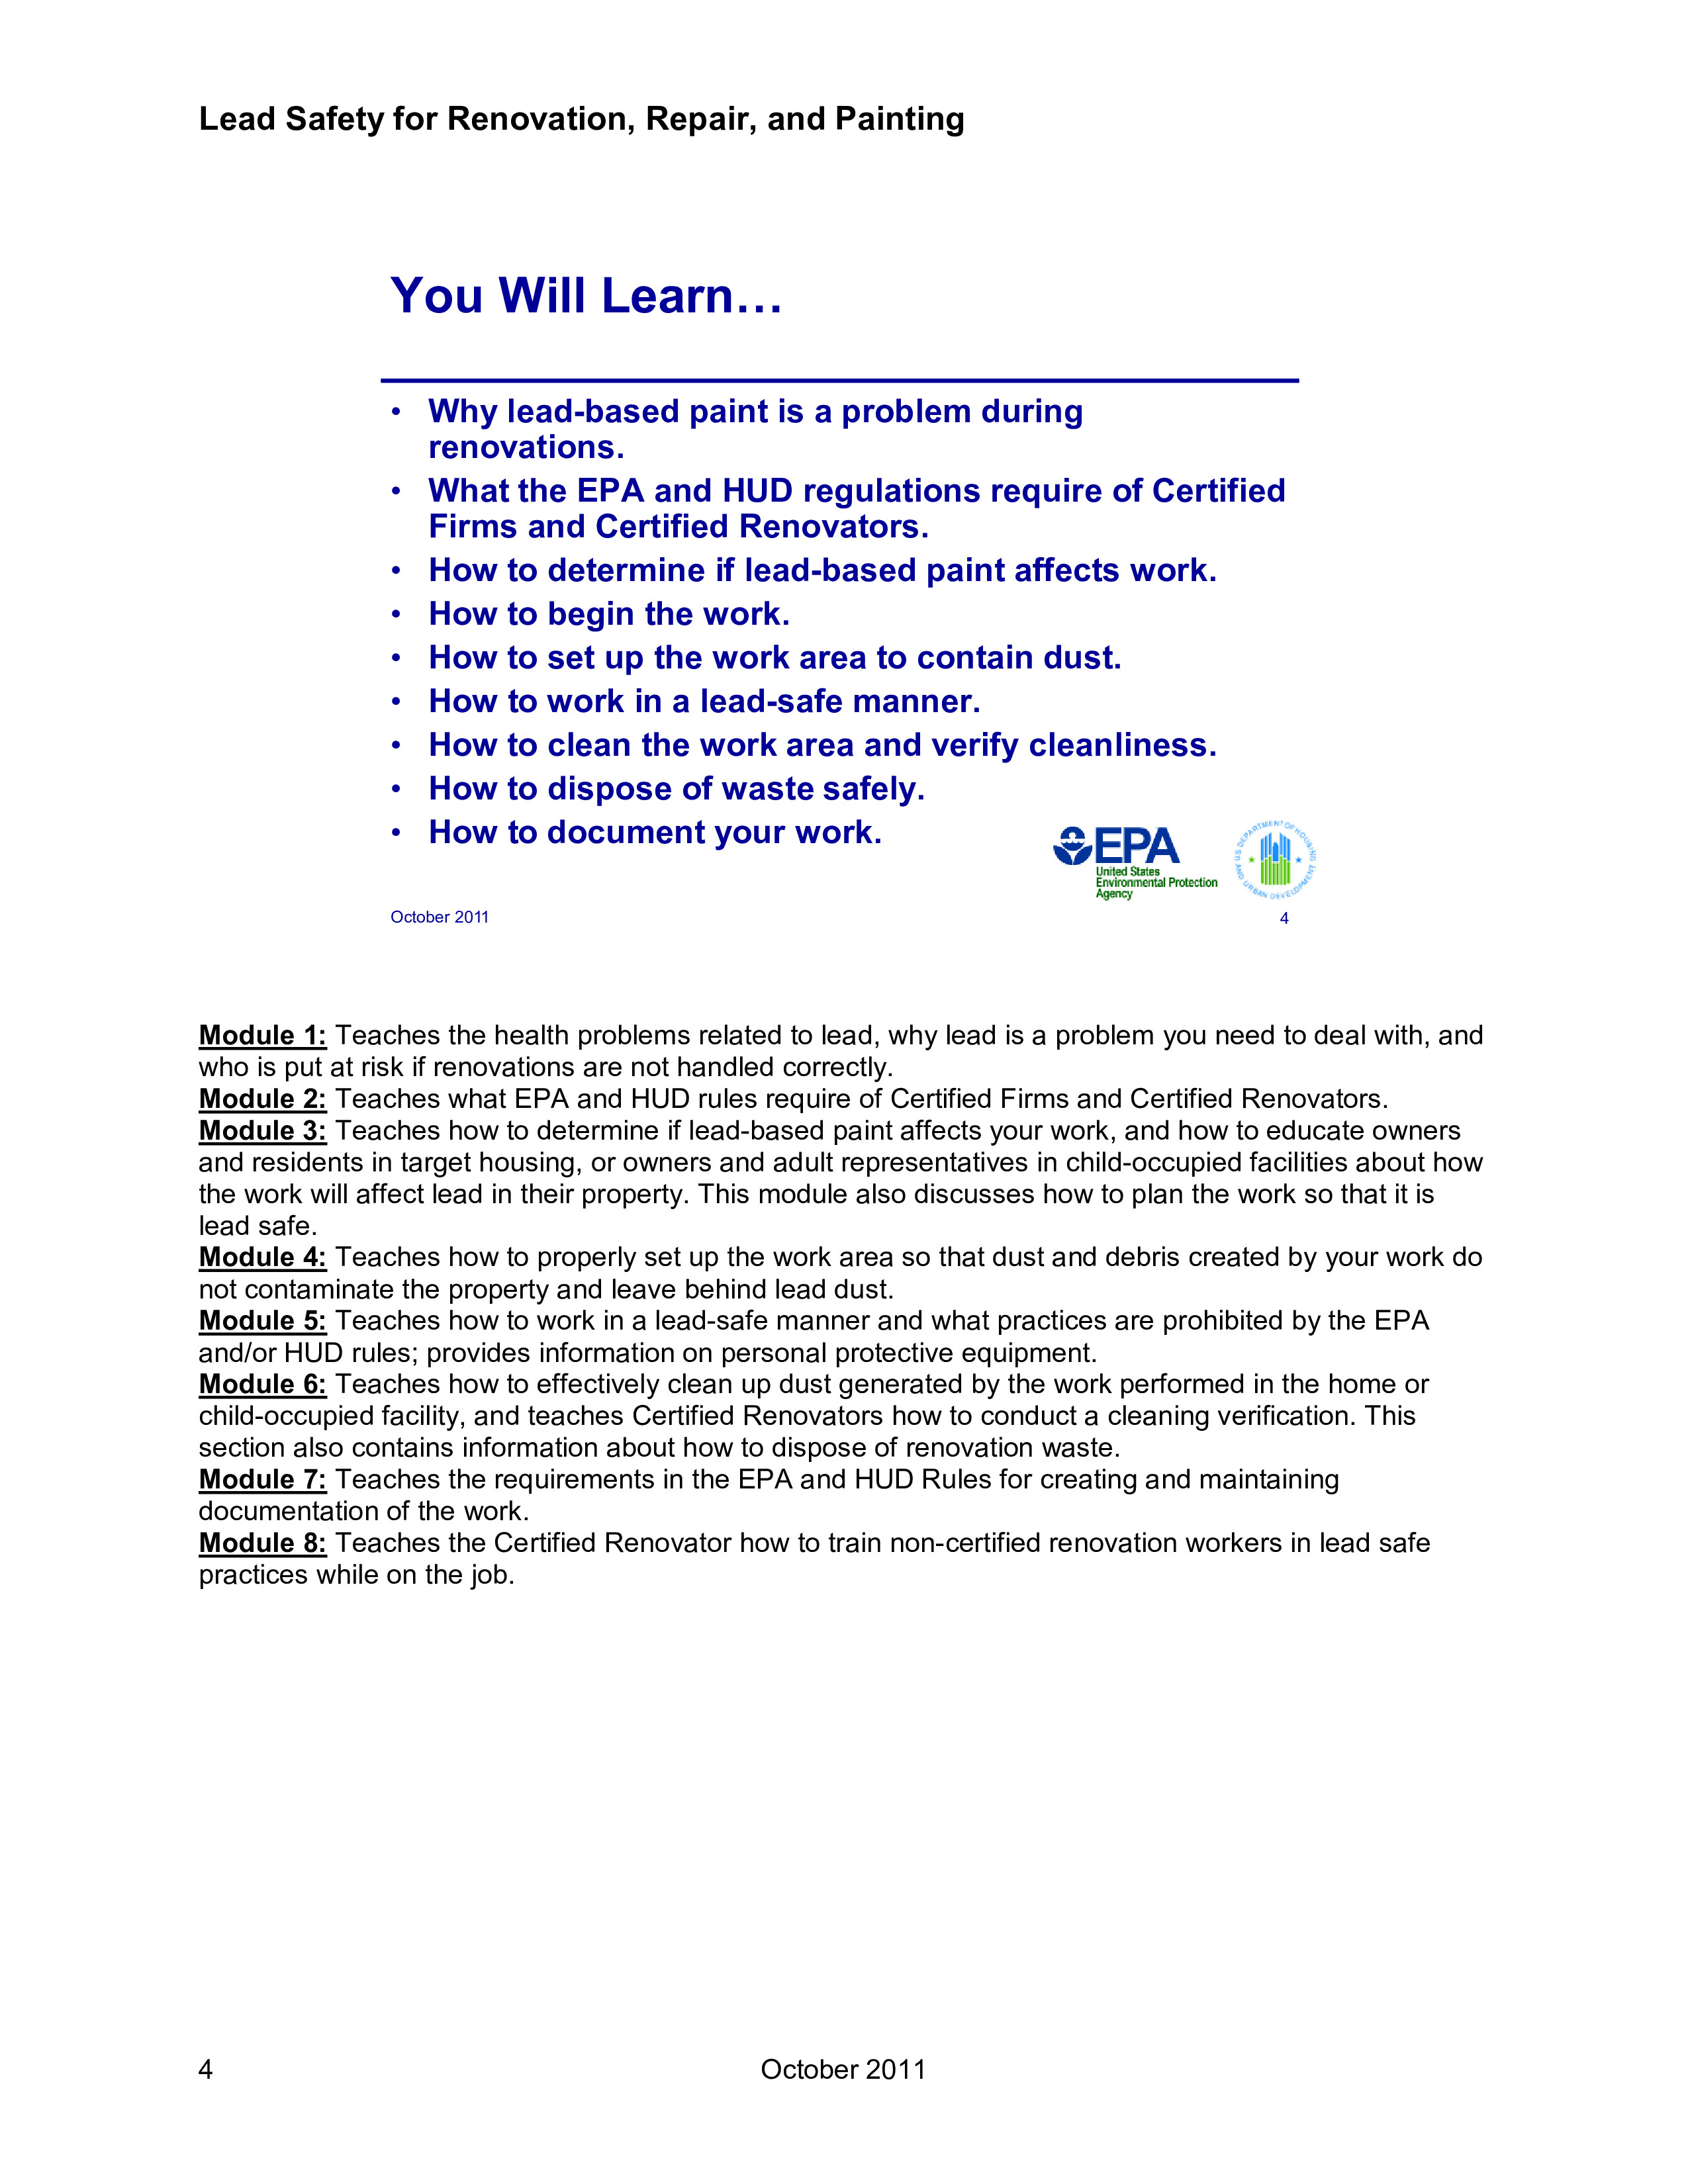 Lead Safety for Renovation, Repair, and Painting
You Will Learn…
• Why lead-based paint is a problem during
renovations.
• What the EPA and HUD regulations require of Certified
Firms and Certified Renovators.
• How to determine if lead-based paint affects work.
• How to begin the work.
• How to set up the work area to contain dust.
• How to work in a lead-safe manner.
• How to clean the work area and verify cleanliness.
• How to dispose of waste safely.
• How to document your work.
EPA
United States
Environmental Protection
Agency
U.S. DEPARTMENT OF HOUSING AND URBAN DEVELOPMENT
October 2011
4
Module 1: Teaches the health problems related to lead, why lead is a problem you need to deal with, and
who is put at risk if renovations are not handled correctly.
Module 2: Teaches what EPA and HUD rules require of Certified Firms and Certified Renovators.
Module 3: Teaches how to determine if lead-based paint affects your work, and how to educate owners
and residents in target housing, or owners and adult representatives in child-occupied facilities about how
the work will affect lead in their property. This module also discusses how to plan the work so that it is
lead safe.
Module 4: Teaches how to properly set up the work area so that dust and debris created by your work do
not contaminate the property and leave behind lead dust.
Module 5: Teaches how to work in a lead-safe manner and what practices are prohibited by the EPA
and/or HUD rules; provides information on personal protective equipment.
Module 6: Teaches how to effectively clean up dust generated by the work performed in the home or
child-occupied facility, and teaches Certified Renovators how to conduct a cleaning verification. This
section also contains information about how to dispose of renovation waste.
Module 7: Teaches the requirements in the EPA and HUD Rules for creating and maintaining
documentation of the work.
Module 8: Teaches the Certified Renovator how to train non-certified renovation workers in lead safe
practices while on the job.
4
October 2011